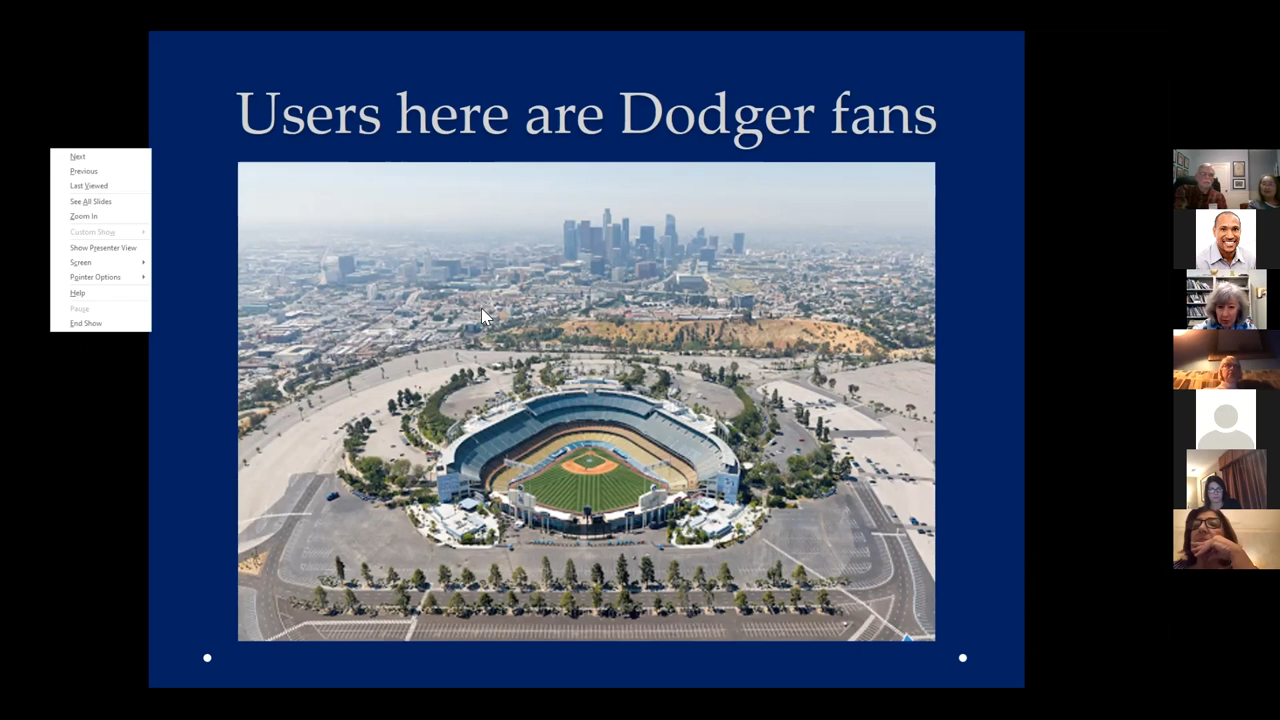 Users here are Dodger fans
Next
Previous
Last Viewed
See All Slides
Zoom In
Custom Show
Show Presenter View
Screen
Pointer Options
Help
Pause
End Show